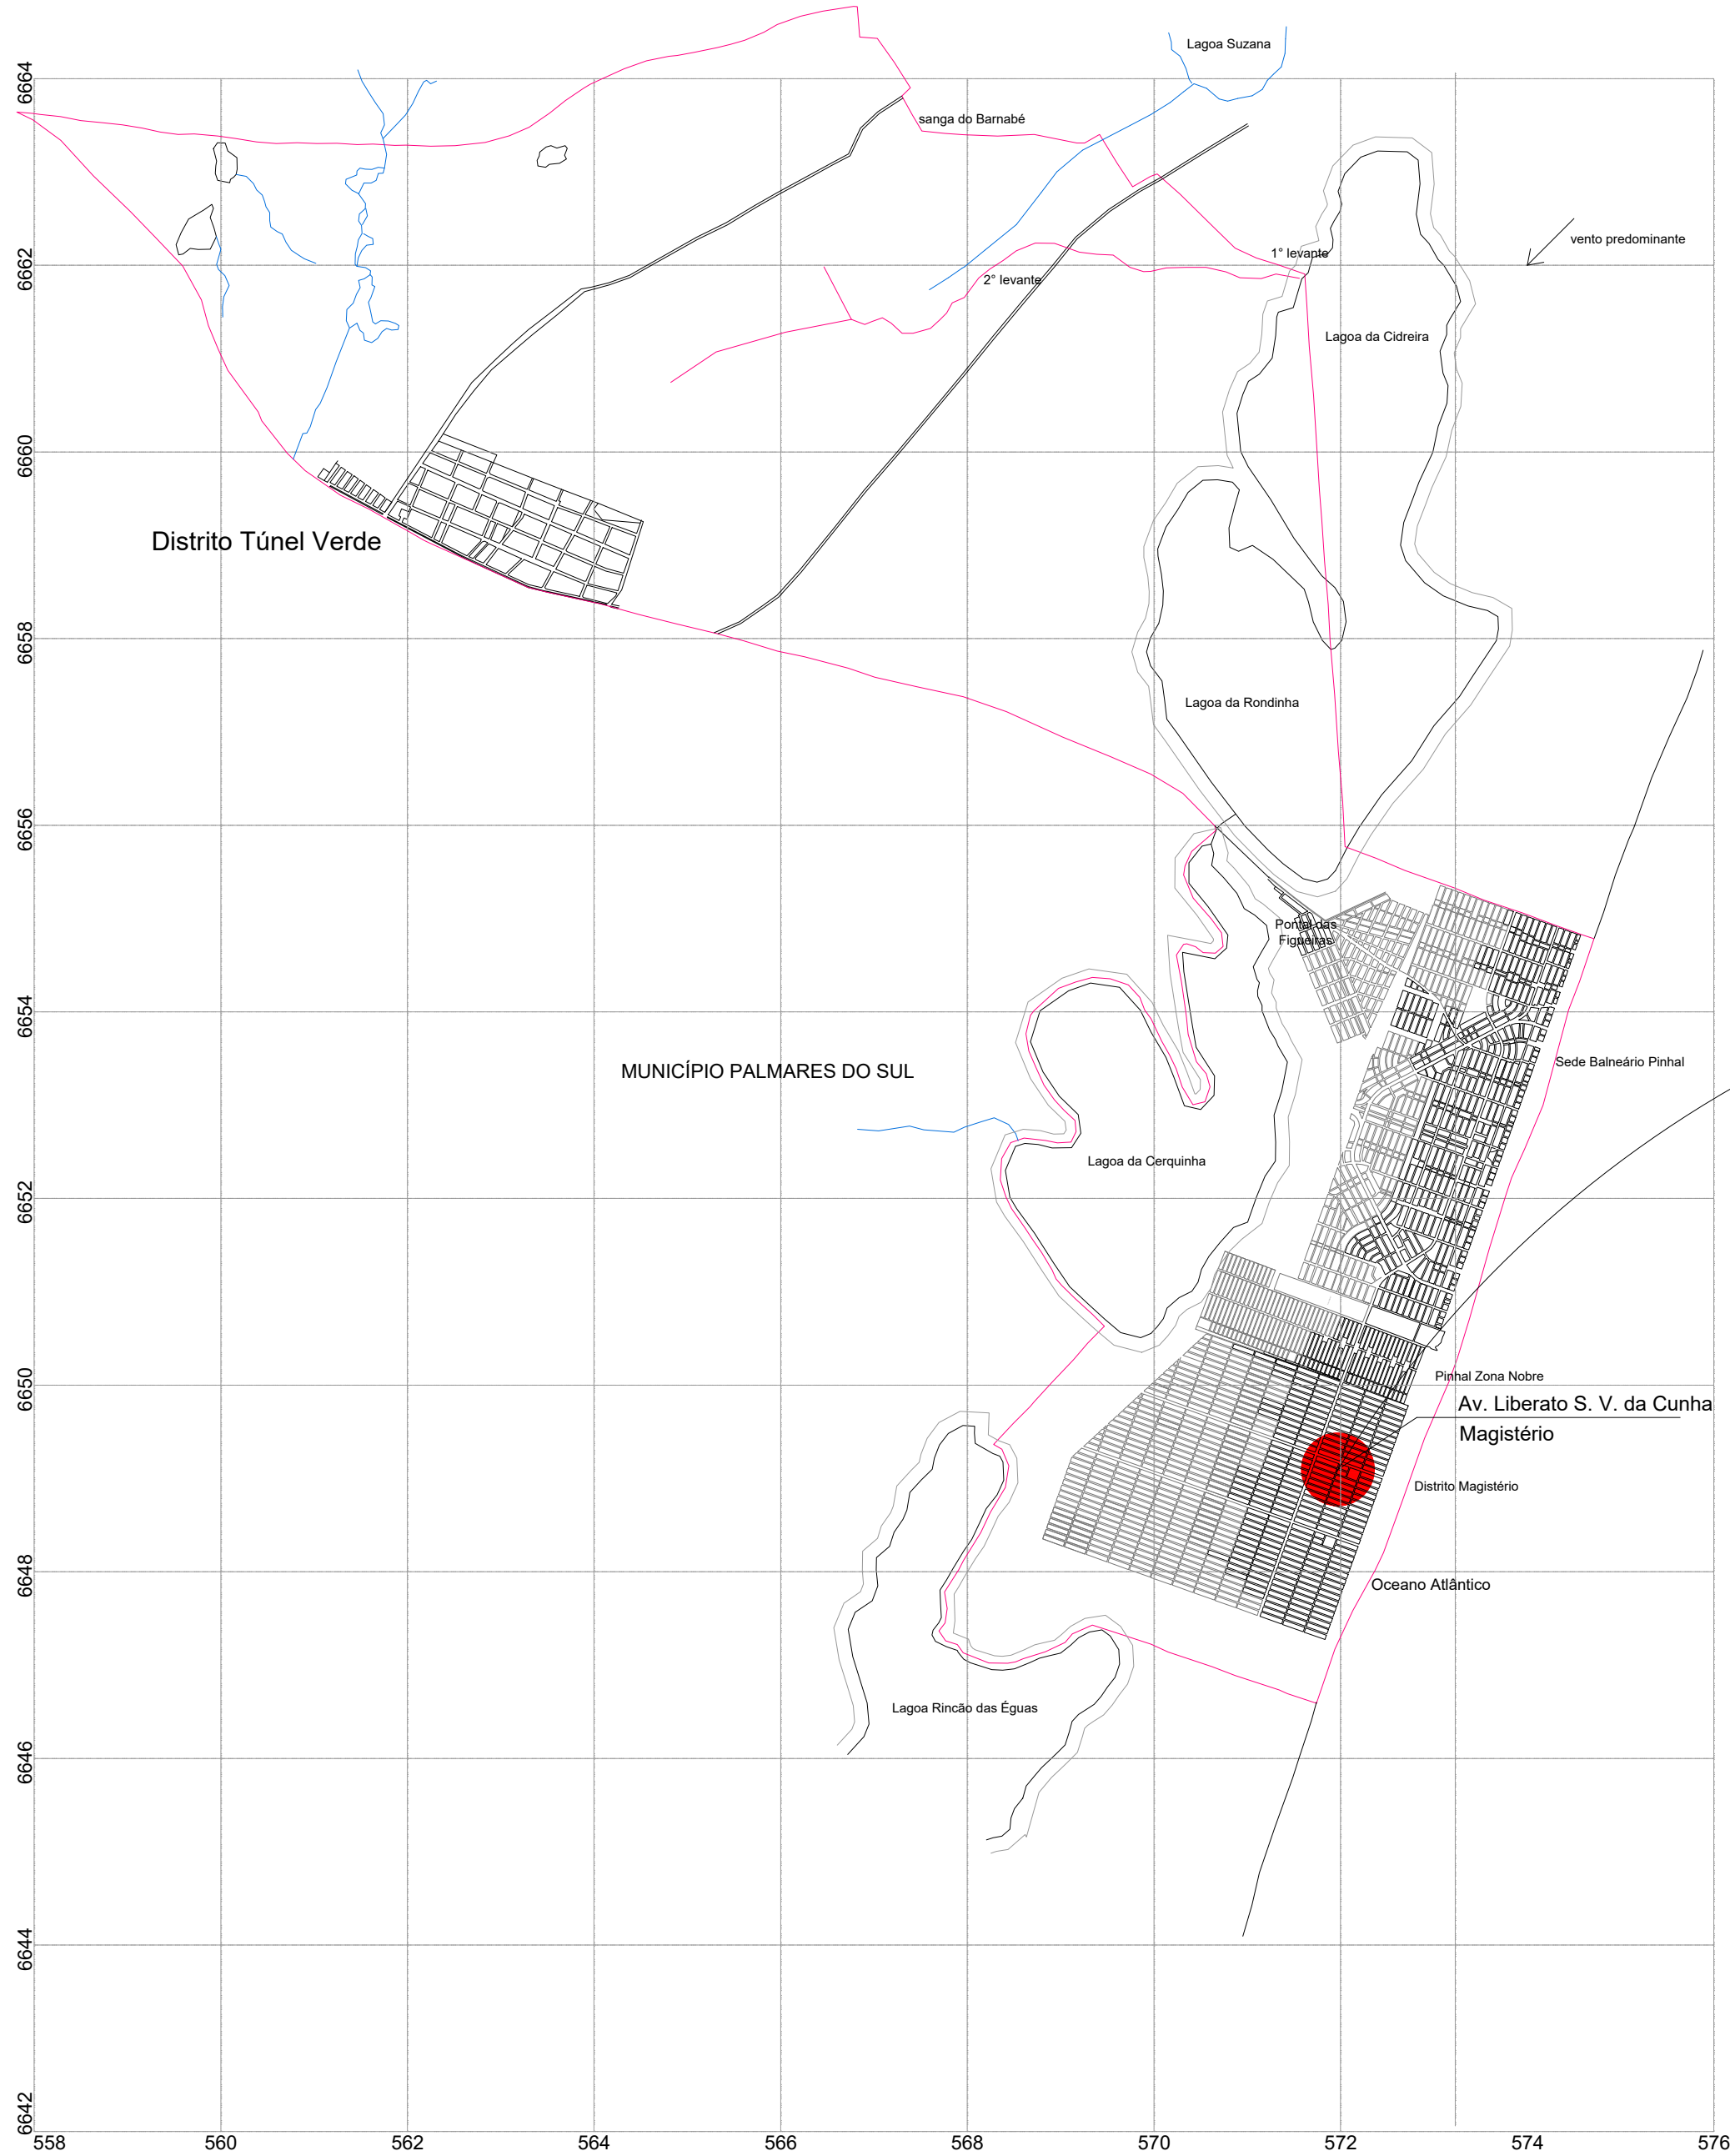 Lagoa Suzana
6664
sanga do Barnabé
vento predominante
1° levante
6662
2° levante
Lagoa da Cidreira
6660
Distrito Túnel Verde
6658
Lagoa da Rondinha
6656
Pontal das
Figueiras
6654
Sede Balneário Pinhal
MUNICÍPIO PALMARES DO SUL
Lagoa da Cerquinha
6652
6650
Pinhal Zona Nobre
Av. Liberato S. V. da Cunha
Magistério
Distrito Magistério
6648
Oceano Atlântico
Lagoa Rincão das Éguas
6646
6644
6642
558 560 562 564 566 568 570 572 574 576